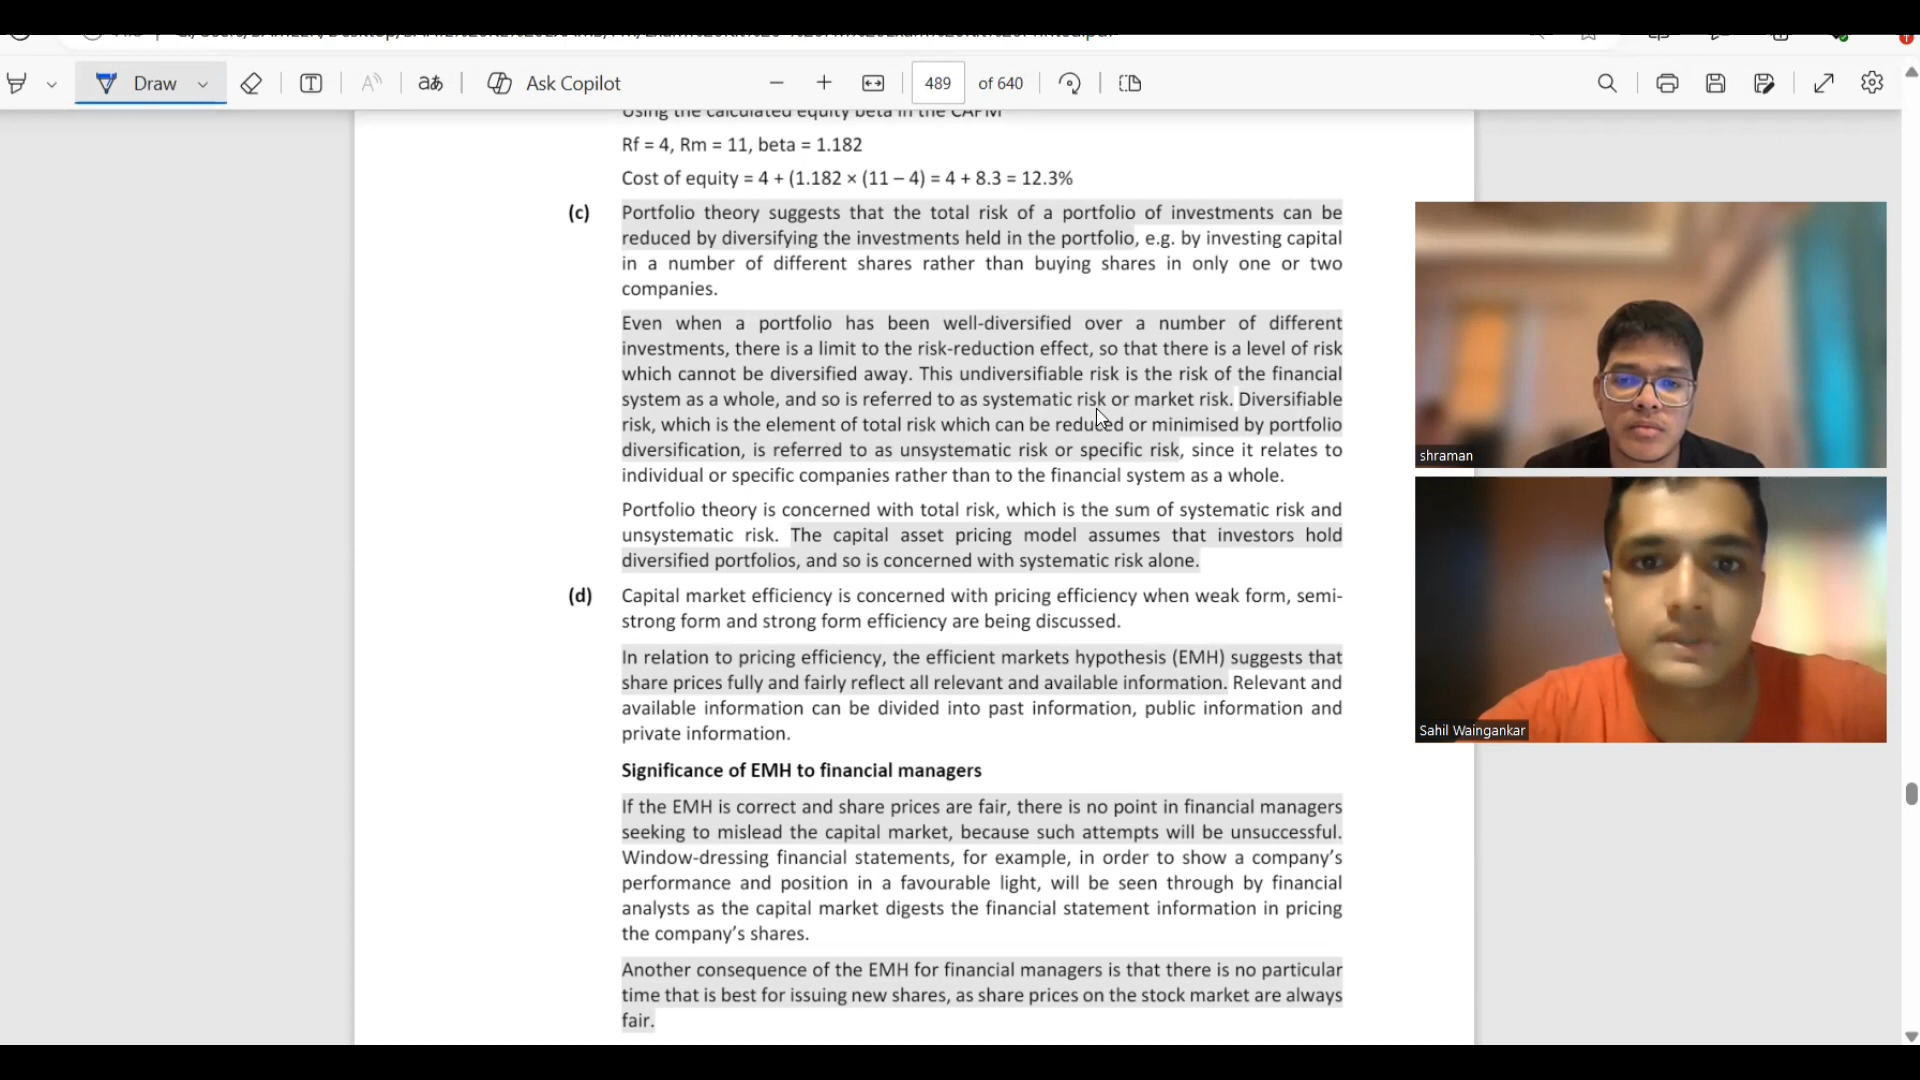 Draw
Ask Copilot
489 of 640
Using the calculated equity beta in the CAPM
Rf = 4, Rm = 11, beta = 1.182
Cost of equity = 4 + (1.182 × (11 – 4) = 4 + 8.3 = 12.3%
(c) Portfolio theory suggests that the total risk of a portfolio of investments can be
reduced by diversifying the investments held in the portfolio, e.g. by investing capital
in a number of different shares rather than buying shares in only one or two
companies.
Even when a portfolio has been well-diversified over a number of different
investments, there is a limit to the risk-reduction effect, so that there is a level of risk
which cannot be diversified away. This undiversifiable risk is the risk of the financial
system as a whole, and so is referred to as systematic risk or market risk. Diversifiable
risk, which is the element of total risk which can be reduced or minimised by portfolio
diversification, is referred to as unsystematic risk or specific risk, since it relates to
individual or specific companies rather than to the financial system as a whole.
Portfolio theory is concerned with total risk, which is the sum of systematic risk and
unsystematic risk. The capital asset pricing model assumes that investors hold
diversified portfolios, and so is concerned with systematic risk alone.
(d) Capital market efficiency is concerned with pricing efficiency when weak form, semi-
strong form and strong form efficiency are being discussed.
In relation to pricing efficiency, the efficient markets hypothesis (EMH) suggests that
share prices fully and fairly reflect all relevant and available information. Relevant and
available information can be divided into past information, public information and
private information.
Significance of EMH to financial managers
If the EMH is correct and share prices are fair, there is no point in financial managers
seeking to mislead the capital market, because such attempts will be unsuccessful.
Window-dressing financial statements, for example, in order to show a company's
performance and position in a favourable light, will be seen through by financial
analysts as the capital market digests the financial statement information in pricing
the company's shares.
Another consequence of the EMH for financial managers is that there is no particular
time that is best for issuing new shares, as share prices on the stock market are always
fair.
shraman
Sahil Waingankar